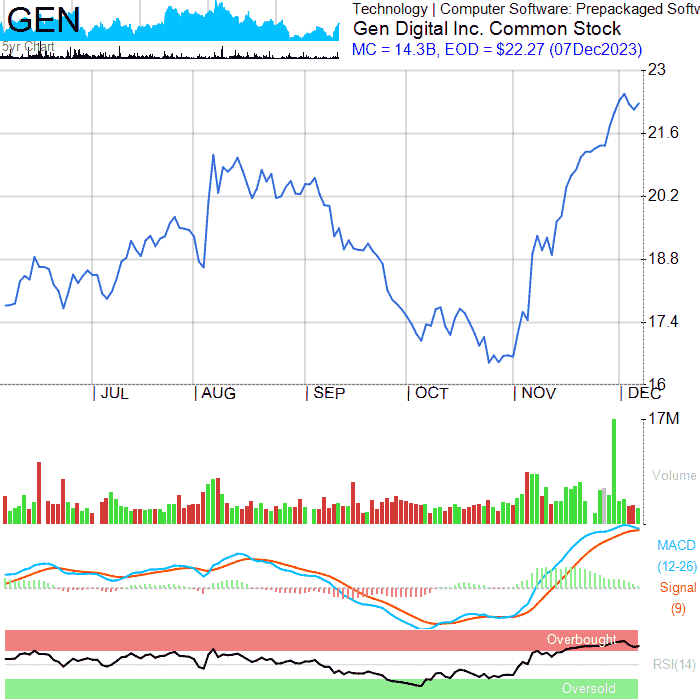 GEN
5yr Chart
Technology | Computer Software: Prepackaged Softw
Gen Digital Inc. Common Stock
MC = 14.3B, EOD = $22.27 (07Dec2023)
23
21.6
20.2
18.8
17.4
16
JUL AUG SEP OCT NOV DEC
17M
Volume
MACD
(12-26)
Signal
(9)
Overbought
RSI(14)
Oversold